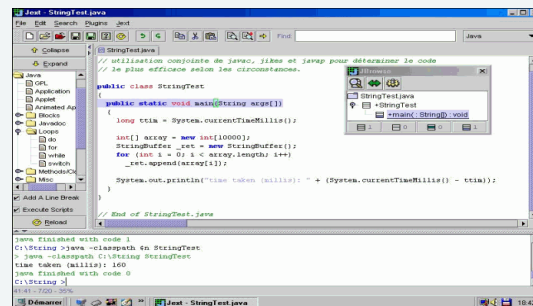 Jext - StringTest.java
File Edit Search Plugins Jext
Find:
Java
Collapse
Expand
Java
GPL
Application
Applet
Blocks
Javadoc
Loops
do
for
while
switch
Misc
Add A Line Break
Execute Scripts
Reload
StringTest.java
// utilisation conjointe de javac, jikes et javap pour déterminer le code
// le plus efficace selon les circonstances.
public class StringTest
{
public static void main(String args[])
{
long ttim = System.currentTimeMillis();
int[] array = new int[10000];
StringBuffer _ret = new StringBuffer();
for (int i = 0; i < array.length; i++)
_ret.append(array[i]);
System.out.println("time taken (millis): " + (System.currentTimeMillis() - ttim));
}
}
// End of StringTest.java
JBrowse
StringTest.java
+StringTest
+main( : String[]) : void
1
0
0
1
java finished with code 1
C:\String >java -classpath $n StringTest
> java -classpath C:\String StringTest
time taken (millis): 160
java finished with code 0
C:\String >
Démarrer
Jext - StringTest.java